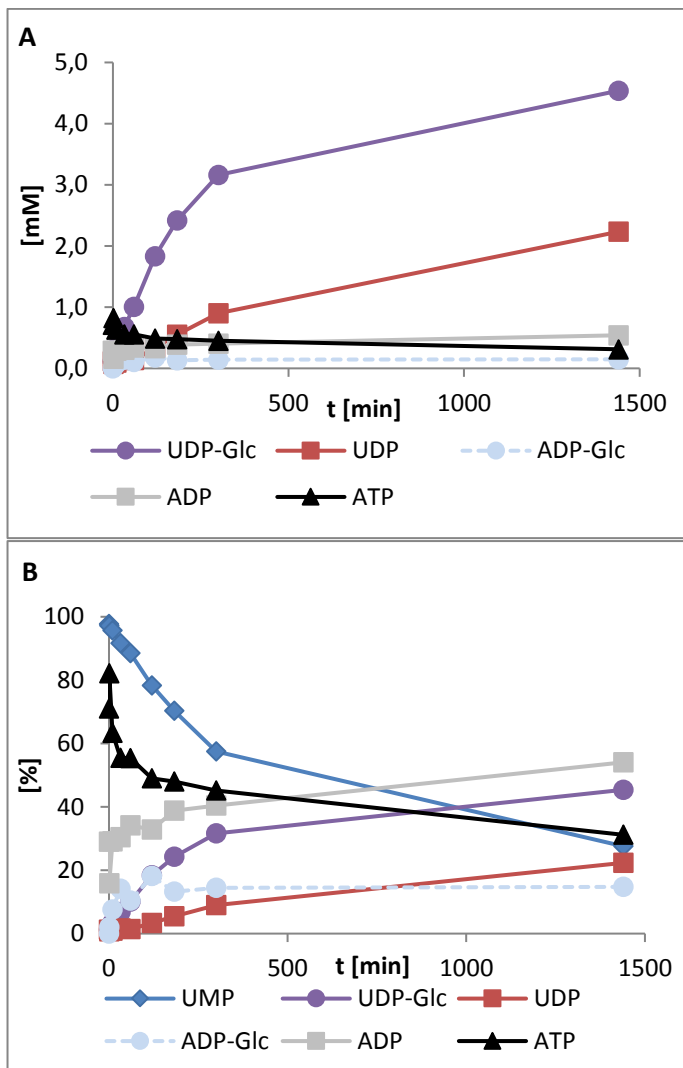 A
5,0
4,0
3,0
[mM]
2,0
1,0
0,0
0 500 1000 1500
t [min]
UDP-Glc UDP ADP-Glc
ADP ATP
B
100
80
60
[%]
40
20
0
0 500 1000 1500
t [min]
UMP UDP-Glc UDP
ADP-Glc ADP ATP